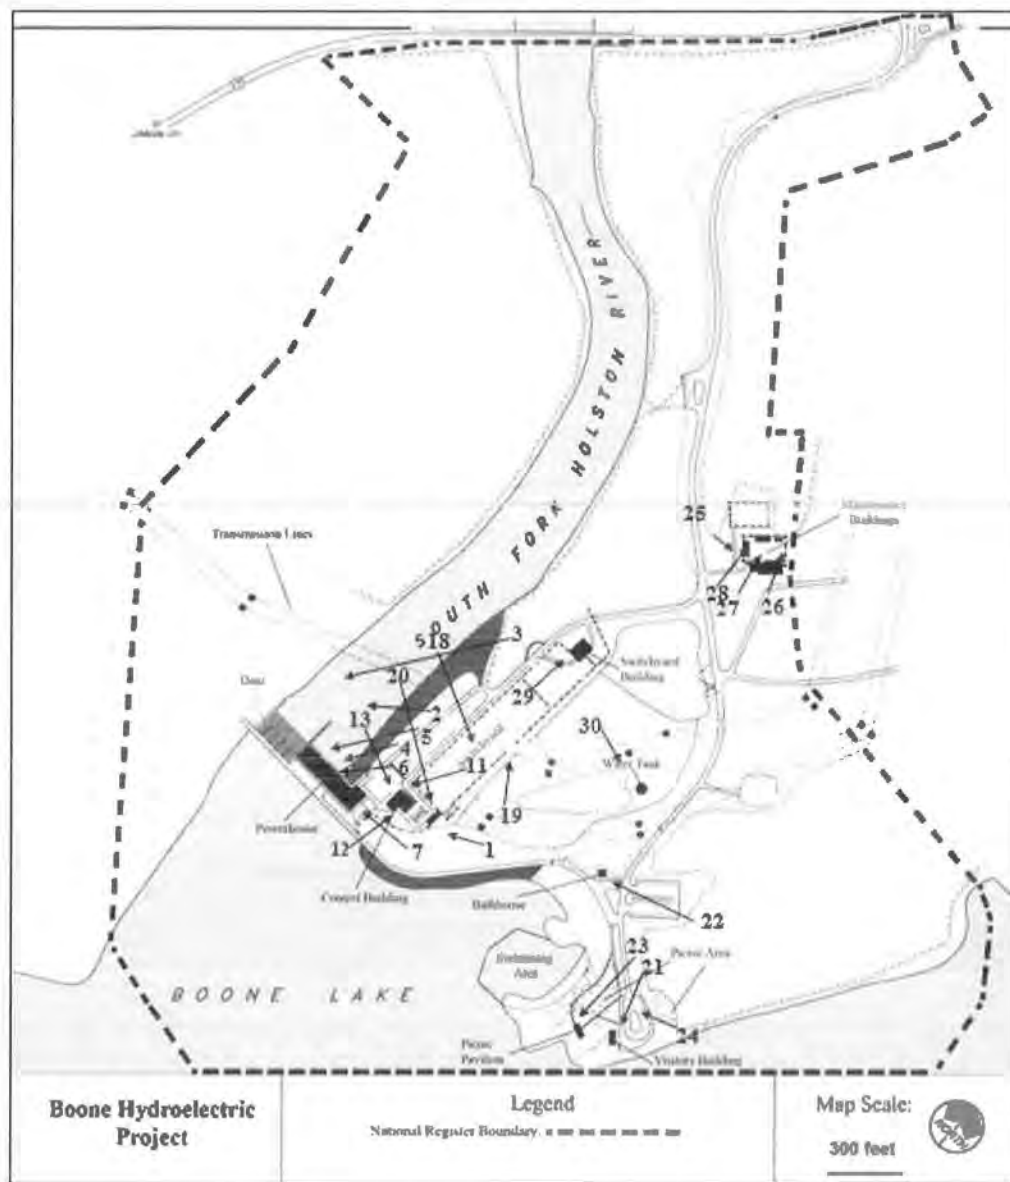 SOUTH FORK HOLSTON RIVER
25
Maintenance
Buildings
Transmission Lines
28
27
26
18
3
20
Switchyard
Building
Dam
29
2
13
5
30
4
Water Tank
11
6
Switchyard
19
Powerhouse
12
7
1
Control Building
Bathhouse
22
Swimming
Area
23
Picnic Area
21
BOONE LAKE
24
Picnic
Pavilion
Visitors Building
Boone Hydroelectric
Project
Legend
National Register Boundary
Map Scale:
300 feet
NORTH